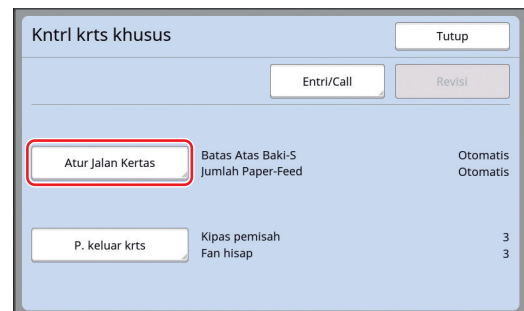 Kntrl krts khusus
Tutup
Entri/Call
Revisi
Atur Jalan Kertas
Batas Atas Baki-S
Otomatis
Jumlah Paper-Feed
Otomatis
P. keluar krts
Kipas pemisah
3
Fan hisap
3